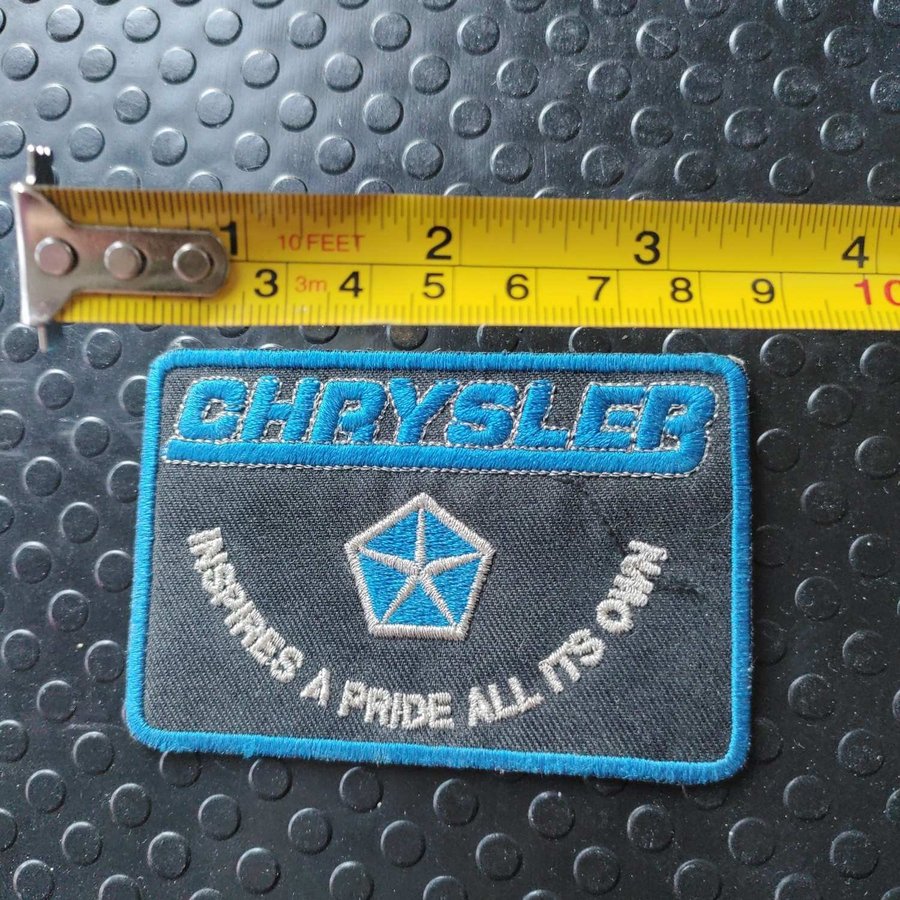 1 10 FEET 2 3 4
3 3m 4 5 6 7 8 9 10
CHRYSLER
INSPIRES A PRIDE ALL ITS OWN